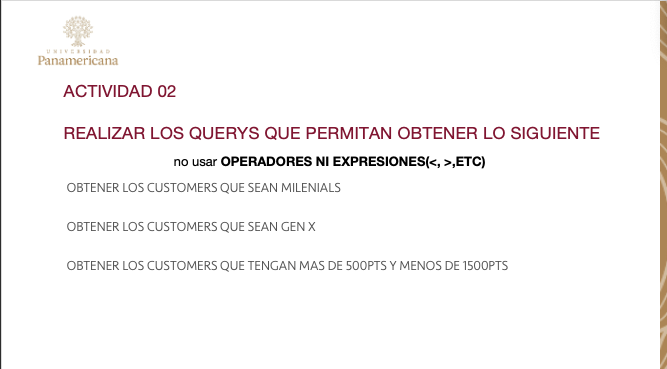 UNIVERSIDAD
Panamericana
ACTIVIDAD 02
REALIZAR LOS QUERYS QUE PERMITAN OBTENER LO SIGUIENTE
no usar OPERADORES NI EXPRESIONES(<, >,ETC)
OBTENER LOS CUSTOMERS QUE SEAN MILENIALS
OBTENER LOS CUSTOMERS QUE SEAN GEN X
OBTENER LOS CUSTOMERS QUE TENGAN MAS DE 500PTS Y MENOS DE 1500PTS